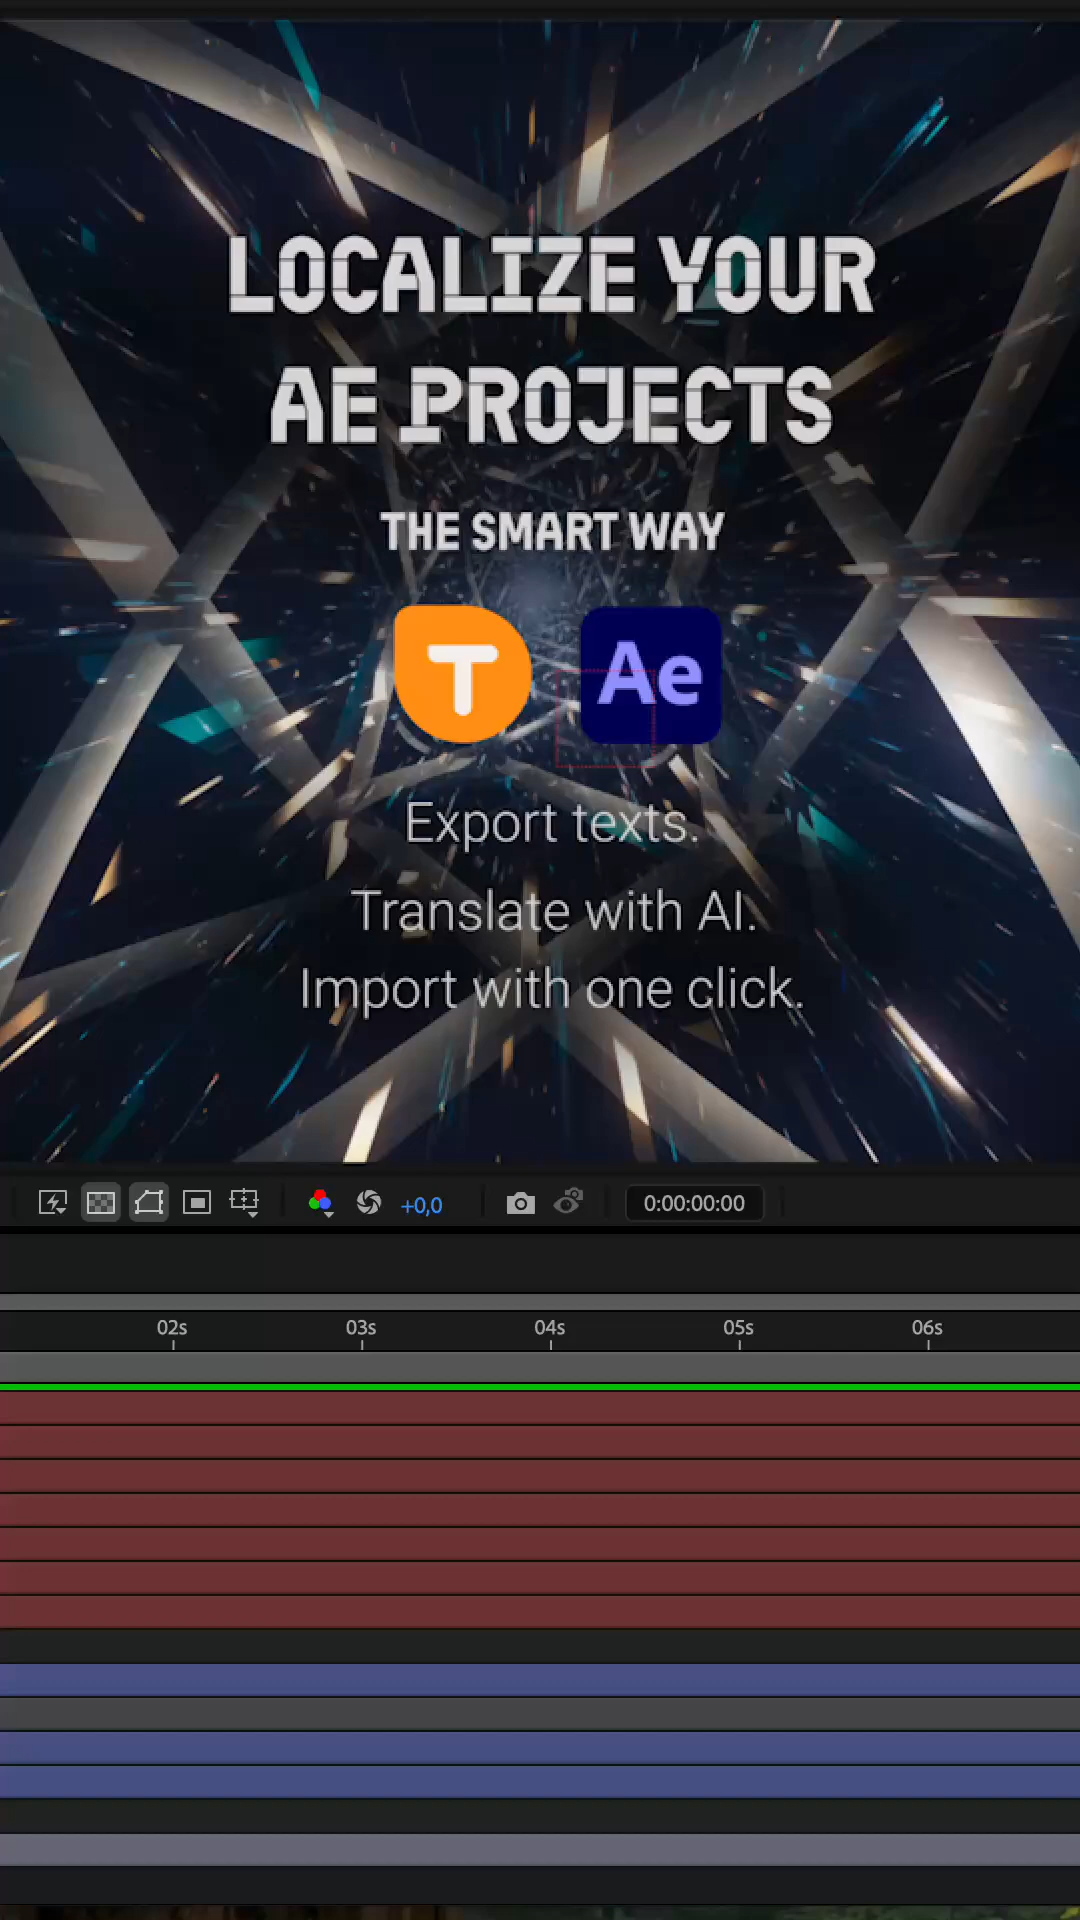 LOCALIZE YOUR
AE PROJECTS
THE SMART WAY
T Ae
Export texts.
Translate with AI.
Import with one click.
+0,0 0:00:00:00
02s 03s 04s 05s 06s